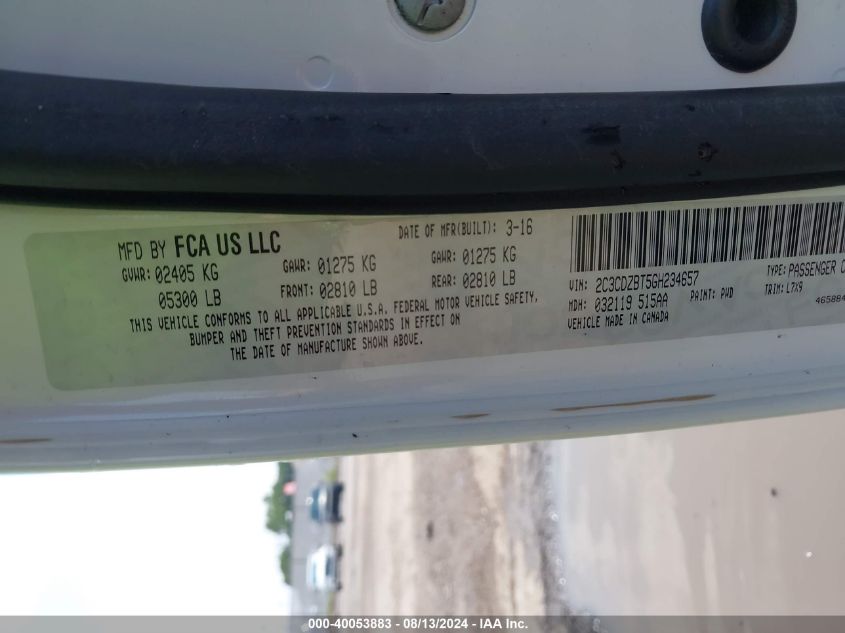 MFD BY FCA US LLC
DATE OF MFR(BUILT): 3-16
GVWR: 02405 KG
GAWR: 01275 KG
GAWR: 01275 KG
05300 LB
FRONT: 02810 LB
REAR: 02810 LB
THIS VEHICLE CONFORMS TO ALL APPLICABLE U.S.A. FEDERAL MOTOR VEHICLE SAFETY,
BUMPER AND THEFT PREVENTION STANDARDS IN EFFECT ON
THE DATE OF MANUFACTURE SHOWN ABOVE.
VIN: 2C3CDZBT5GH234657
TYPE: PASSENGER C
MDH: 032119 515AA
PAINT: PWD
TRIM: L7X9
VEHICLE MADE IN CANADA
46588
000-40053883 - 08/13/2024 - IAA Inc.